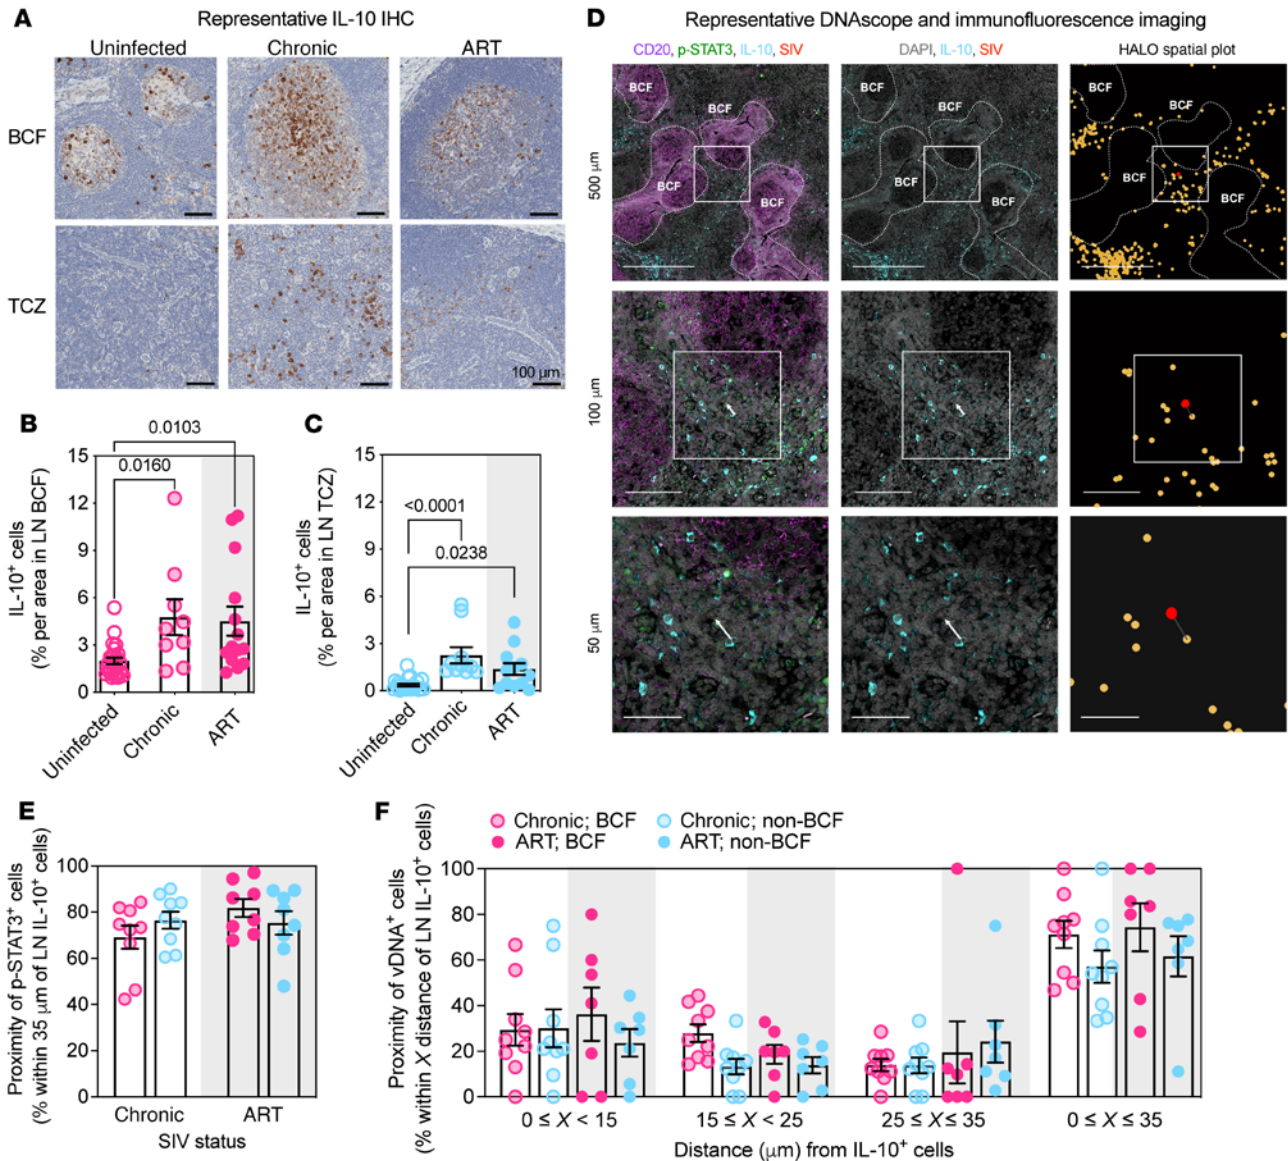 A
Representative IL-10 IHC
Uninfected
Chronic
ART
BCF
TCZ
100 µm
B
IL-10⁺ cells
(% per area in LN BCF)
15
12
9
6
3
0
0.0103
0.0160
Uninfected
Chronic
ART
C
IL-10⁺ cells
(% per area in LN TCZ)
15
12
9
6
3
0
<0.0001
0.0238
Uninfected
Chronic
ART
D
Representative DNAscope and immunofluorescence imaging
CD20, p-STAT3, IL-10, SIV
DAPI, IL-10, SIV
HALO spatial plot
500 µm
BCF
BCF
BCF
BCF
BCF
BCF
BCF
BCF
BCF
BCF
BCF
BCF
100 µm
50 µm
E
Proximity of p-STAT3⁺ cells
(% within 35 µm of LN IL-10⁺ cells)
100
80
60
40
20
0
Chronic
ART
SIV status
F
Chronic; BCF
Chronic; non-BCF
ART; BCF
ART; non-BCF
Proximity of vDNA⁺ cells
(% within X distance of LN IL-10⁺ cells)
100
80
60
40
20
0
0 ≤ X < 15
15 ≤ X < 25
25 ≤ X ≤ 35
0 ≤ X ≤ 35
Distance (µm) from IL-10⁺ cells